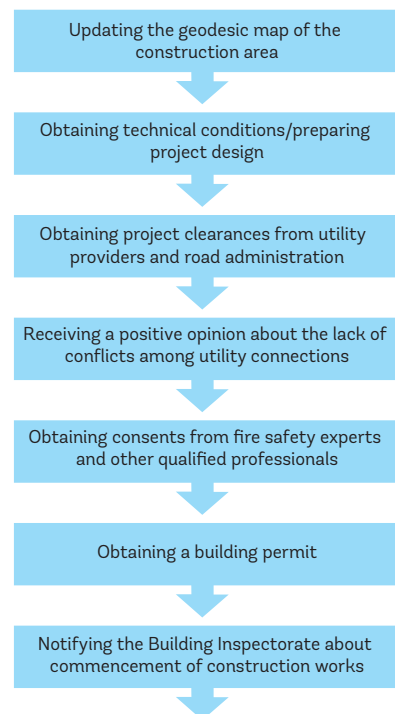 Updating the geodesic map of the
construction area
Obtaining technical conditions/preparing
project design
Obtaining project clearances from utility
providers and road administration
Receiving a positive opinion about the lack of
conflicts among utility connections
Obtaining consents from fire safety experts
and other qualified professionals
Obtaining a building permit
Notifying the Building Inspectorate about
commencement of construction works